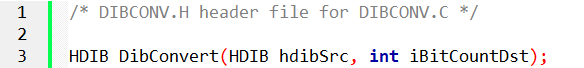 1 /* DIBCONV.H header file for DIBCONV.C */
2
3 HDIB DibConvert(HDIB hdibSrc, int iBitCountDst);